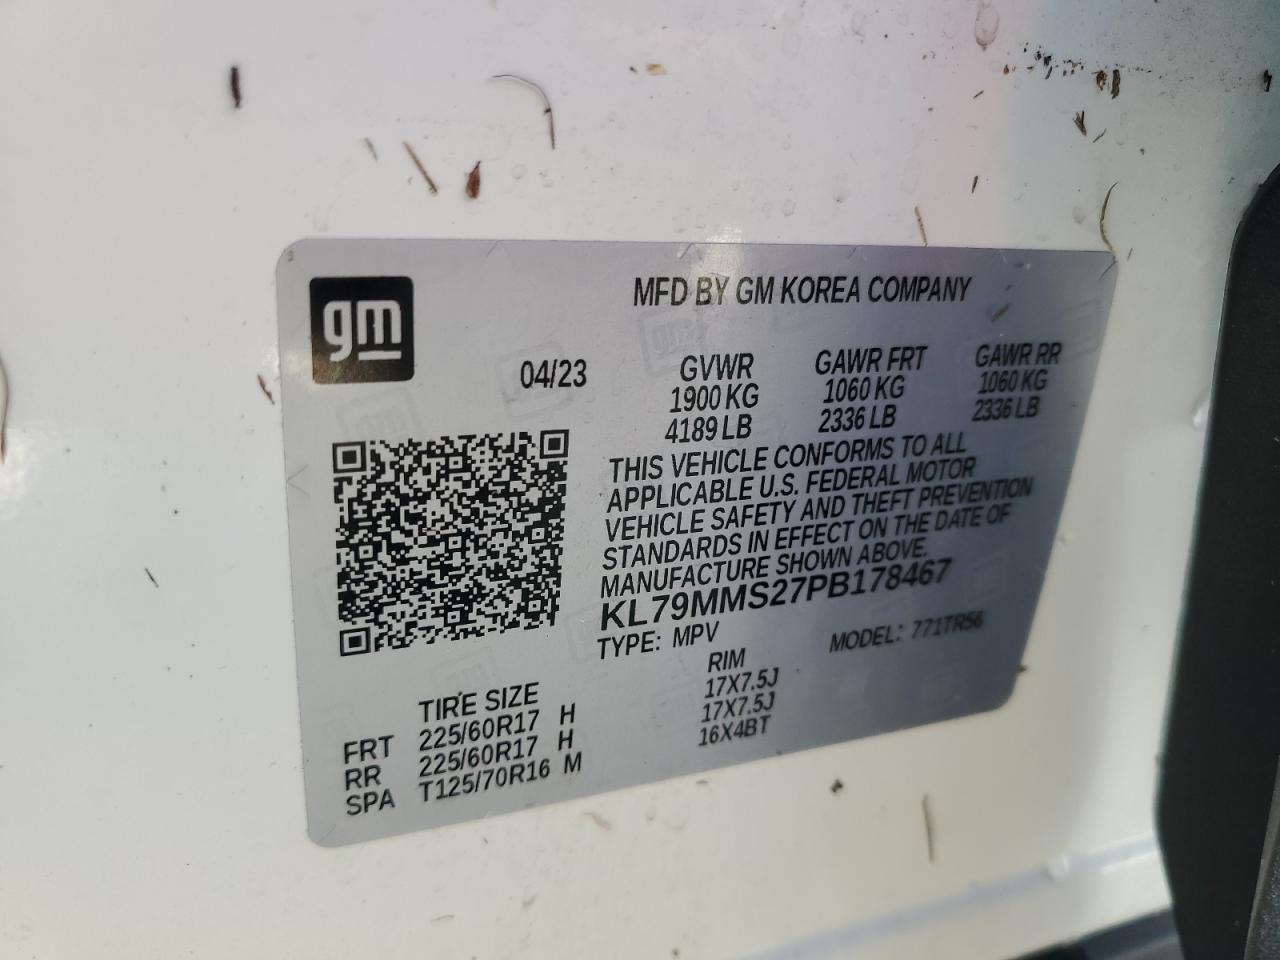 gm
MFD BY GM KOREA COMPANY
04/23 GVWR GAWR FRT GAWR RR
1900 KG 1060 KG 1060 KG
4189 LB 2336 LB 2336 LB
THIS VEHICLE CONFORMS TO ALL
APPLICABLE U.S. FEDERAL MOTOR
VEHICLE SAFETY AND THEFT PREVENTION
STANDARDS IN EFFECT ON THE DATE OF
MANUFACTURE SHOWN ABOVE.
KL79MMS27PB178467
TYPE: MPV MODEL: 771TR56
TIRE SIZE RIM
FRT 225/60R17 H 17X7.5J
RR 225/60R17 H 17X7.5J
SPA T125/70R16 M 16X4BT